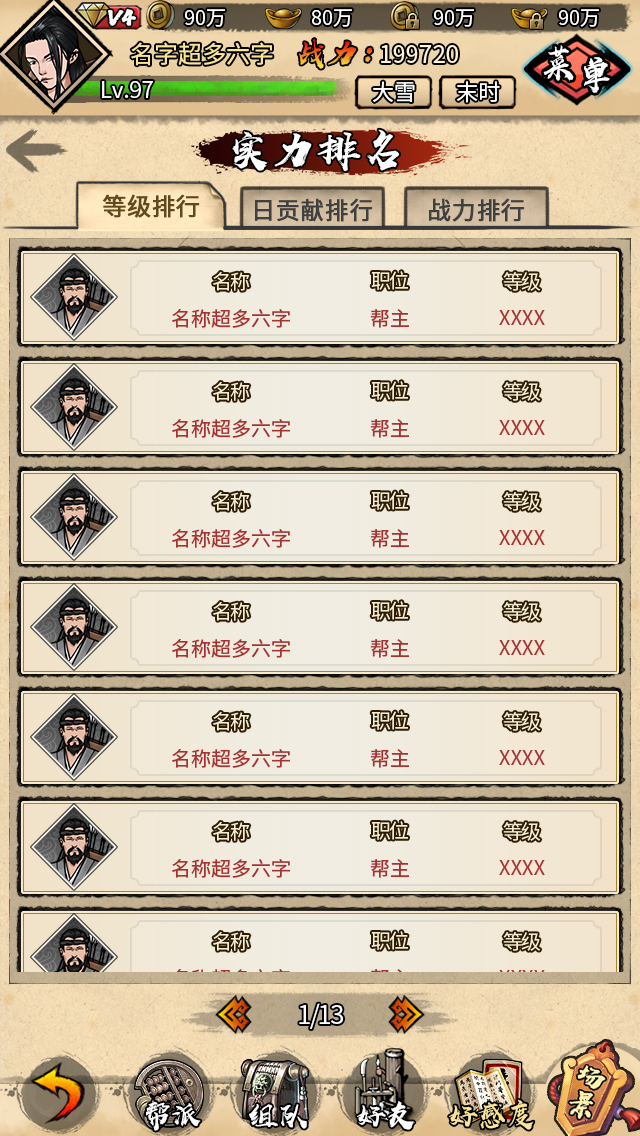 V4 90万 80万 90万 90万
名字超多六字 战力：199720
菜单
Lv.97 大雪 末时
实力排名
等级排行 日贡献排行 战力排行
名称 职位 等级
名称超多六字 帮主 XXXX
名称 职位 等级
名称超多六字 帮主 XXXX
名称 职位 等级
名称超多六字 帮主 XXXX
名称 职位 等级
名称超多六字 帮主 XXXX
名称 职位 等级
名称超多六字 帮主 XXXX
名称 职位 等级
名称超多六字 帮主 XXXX
名称 职位 等级
1/13
帮派 组队 好友 好感度 场景